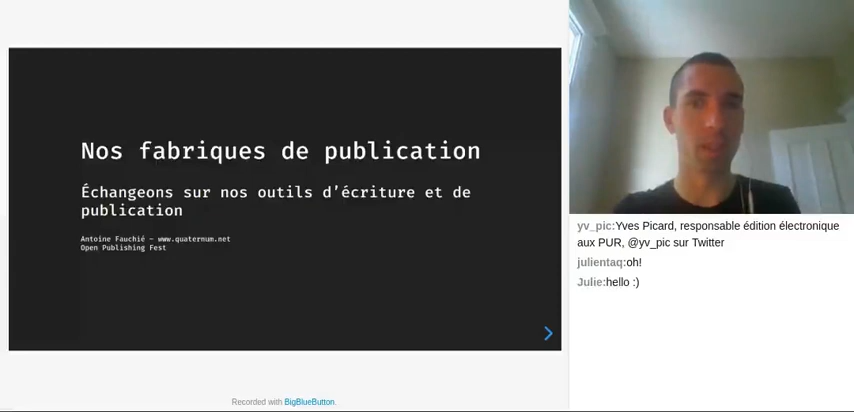 Nos fabriques de publication
Échangeons sur nos outils d’écriture et de
publication
Antoine Fauchié – www.quaternum.net
Open Publishing Fest
Recorded with BigBlueButton.
yv_pic:Yves Picard, responsable édition électronique
aux PUR, @yv_pic sur Twitter
julientaq:oh!
Julie:hello :)